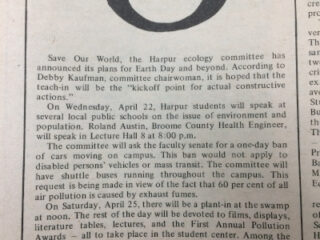 Save Our World, the Harpur ecology committee has
announced its plans for Earth Day and beyond. According to
Debby Kaufman, committee chairwoman, it is hoped that the
teach-in will be the "kickoff point for actual constructive
actions."
On Wednesday, April 22, Harpur students will speak at
several local public schools on the issue of environment and
population. Roland Austin, Broome County Health Engineer,
will speak in Lecture Hall 8 at 8:00 p.m.
The committee will ask the faculty senate for a one-day ban
of cars moving on campus. This ban would not apply to
disabled persons' vehicles or mass transit. The committee will
have shuttle buses running throughout the campus. This
request is being made in view of the fact that 60 per cent of all
air pollution is caused by exhaust fumes.
On Saturday, April 25, there will be a plant-in at the swamp
at noon. The rest of the day will be devoted to films, displays,
literature tables, lectures, and the First Annual Pollution
Awards – all to take place in the student center. Among the